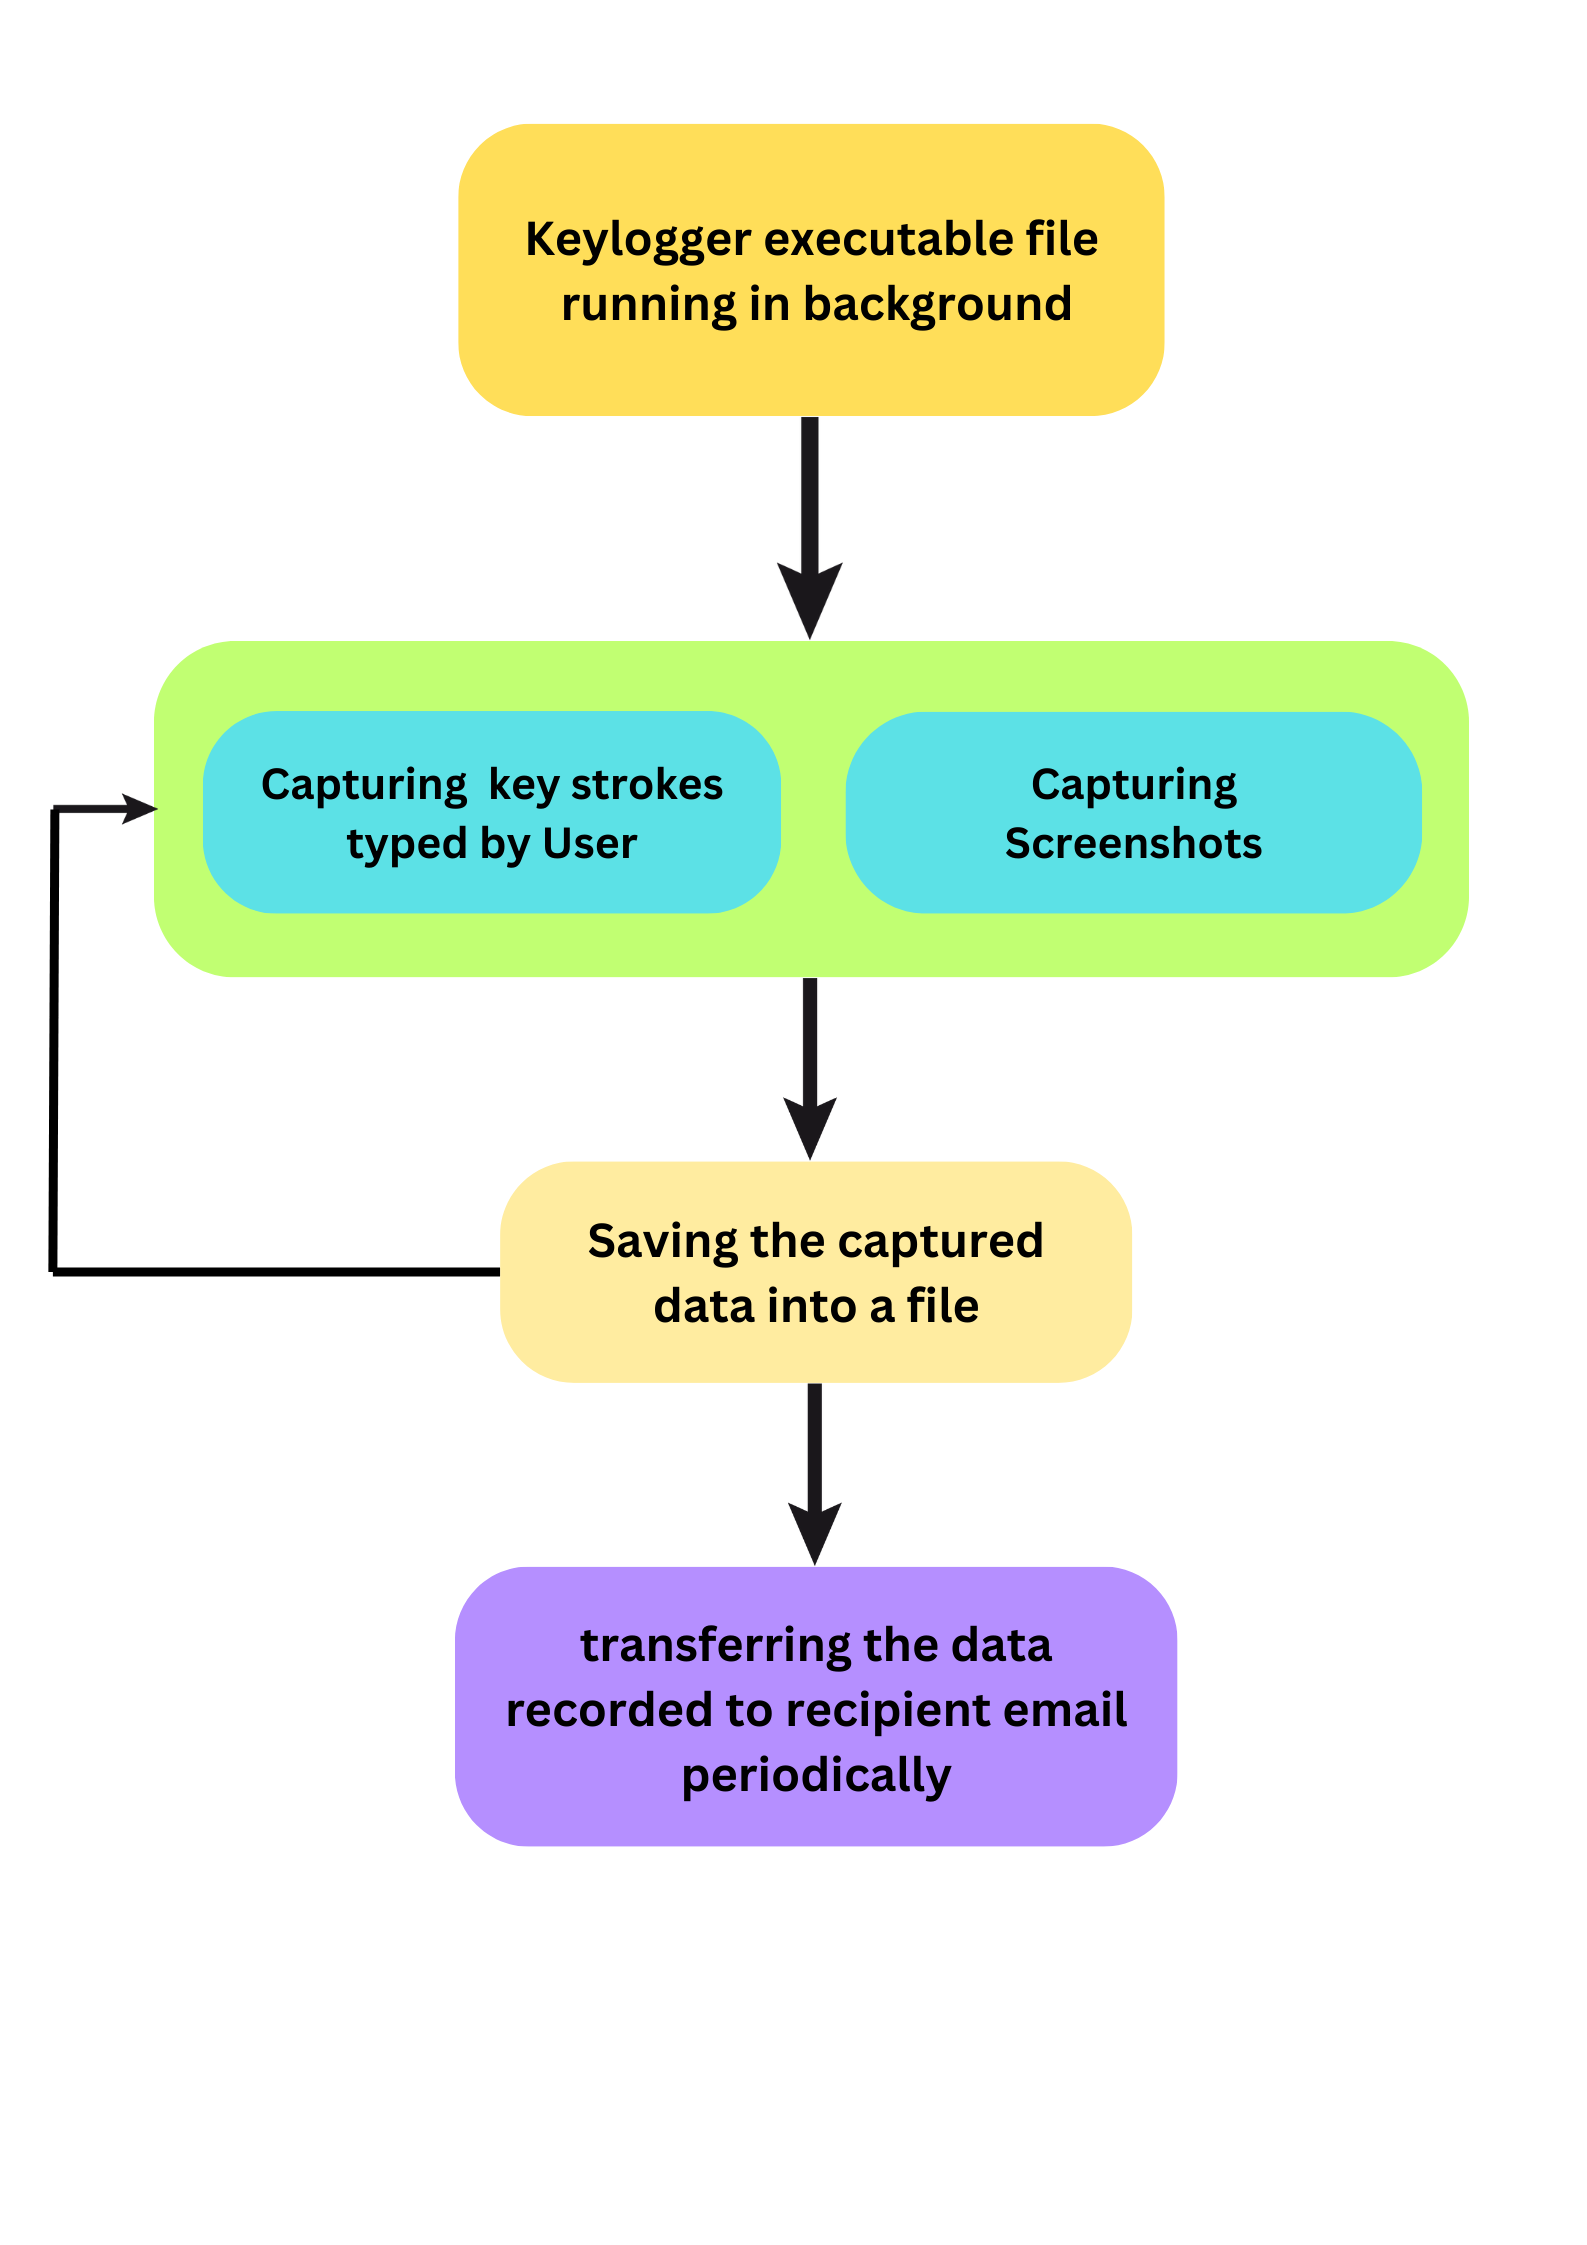 Keylogger executable file
running in background
Capturing  key strokes
typed by User
Capturing
Screenshots
Saving the captured
data into a file
transferring the data
recorded to recipient email
periodically